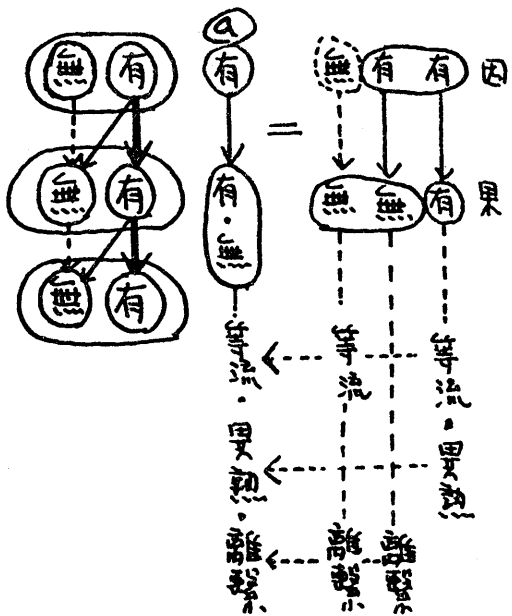 無 有
無 有
無 有
a
有
有・無
等流・異熟・離繫
=
無 有 有 因
無 無 有 果
等流 離繫
離繫
等流・異熟